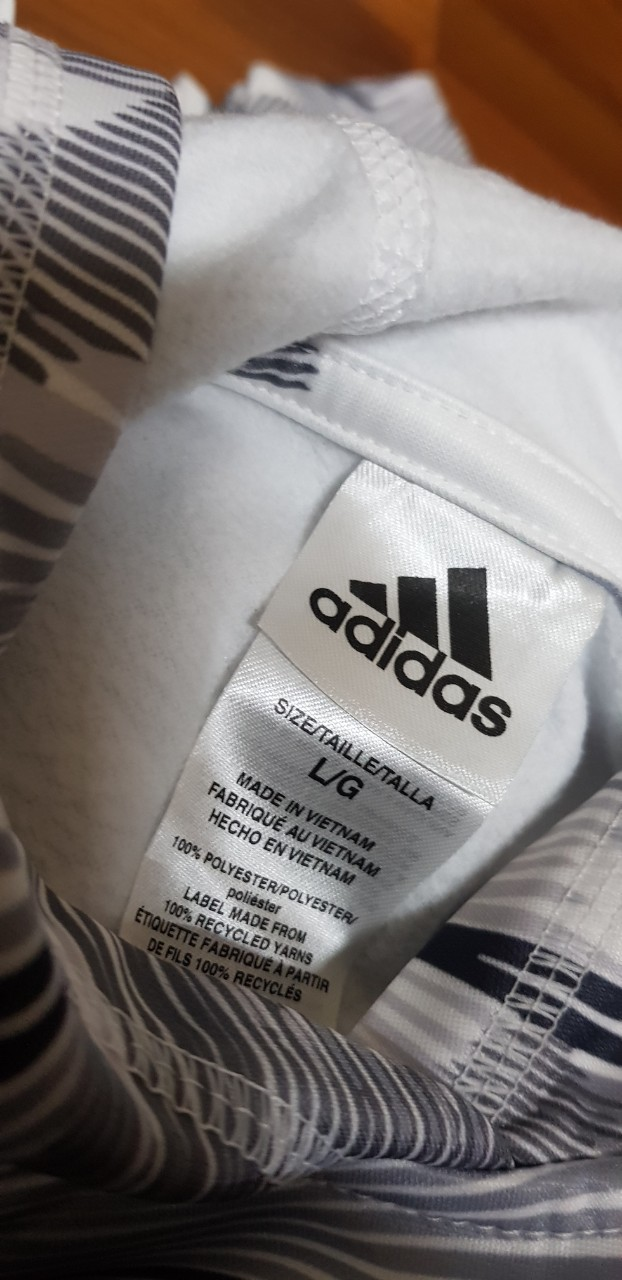 adidas
SIZE/TAILLE/TALLA
L/G
MADE IN VIETNAM
FABRIQUÉ AU VIETNAM
HECHO EN VIETNAM
100% POLYESTER/POLYESTER/
poliéster
LABEL MADE FROM
100% RECYCLED YARNS
ÉTIQUETTE FABRIQUÉ À PARTIR
DE FILS 100% RECYCLÉS